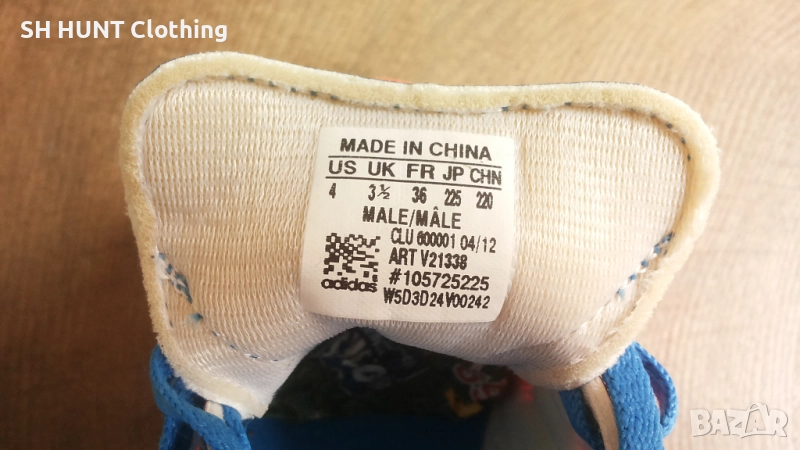 SH HUNT Clothing
MADE IN CHINA
US UK FR JP CHN
4 3½ 36 225 220
MALE/MÂLE
CLU 600001 04/12
ART V21338
#105725225
adidas
W5D3D24V00242
BAZAR